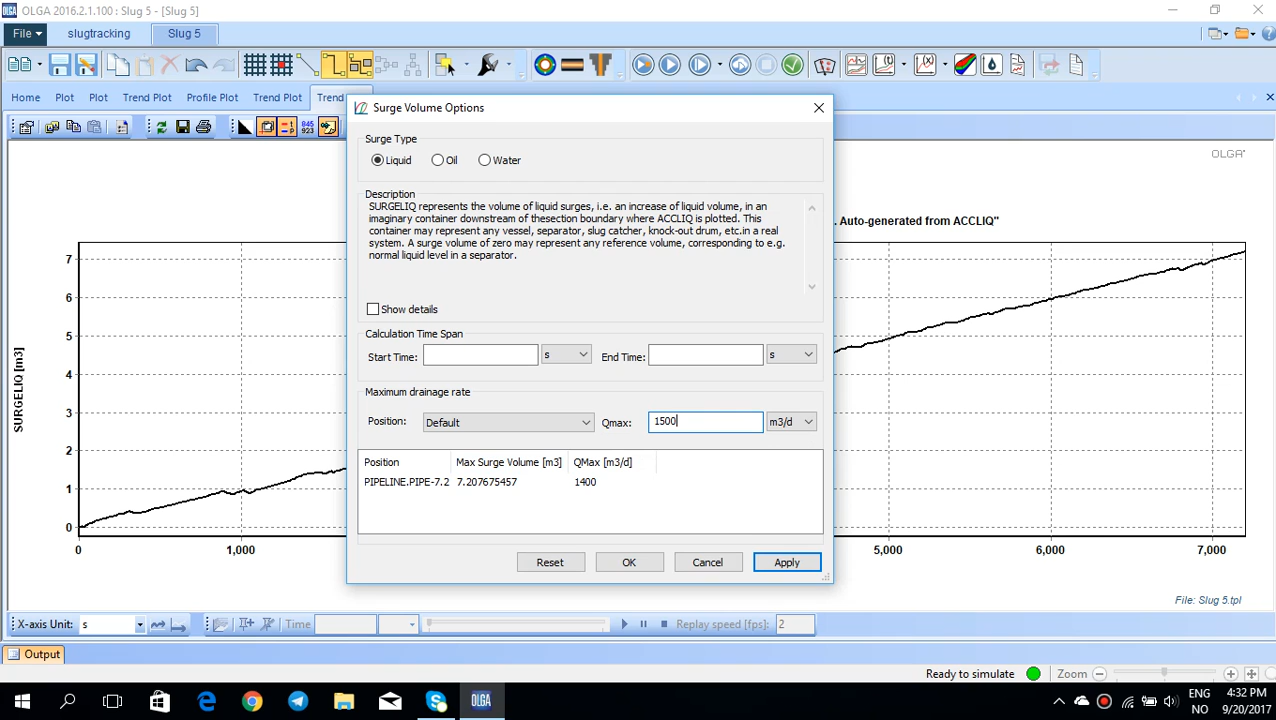 OLGA 2016.2.1.100 - [Slug 5 - [Slug 5]
File slugtracking Slug 5
Home Plot Plot Trend Plot Profile Plot Trend Plot Trend
Surge Volume Options
Surge Type
Liquid Oil Water
Description
SURGELIQ represents the volume of liquid surges, i.e. an increase of liquid volume, in an
imaginary container downstream of thesection boundary where ACCLIQ is plotted. This
container may represent any vessel, separator, slug catcher, knock-out drum, etc.in a real
system. A surge volume of zero may represent any reference volume, corresponding to e.g.
normal liquid level in a separator.
Show details
Calculation Time Span
Start Time: s End Time: s
Maximum drainage rate
Position: Default Qmax: 1500 m3/d
Position Max Surge Volume [m3] QMax [m3/d]
PIPELINE.PIPE-7.2 7.207675457 1400
Reset OK Cancel Apply
OLGA
. Auto-generated from ACCLIQ"
SURGELIQ [m3]
7
6
5
4
3
2
1
0
0 1,000 5,000 6,000 7,000
File: Slug 5.tpl
X-axis Unit: s Time Replay speed [fps]: 2
Output
Ready to simulate Zoom
OLGA
ENG 4:32 PM
NO 9/20/2017